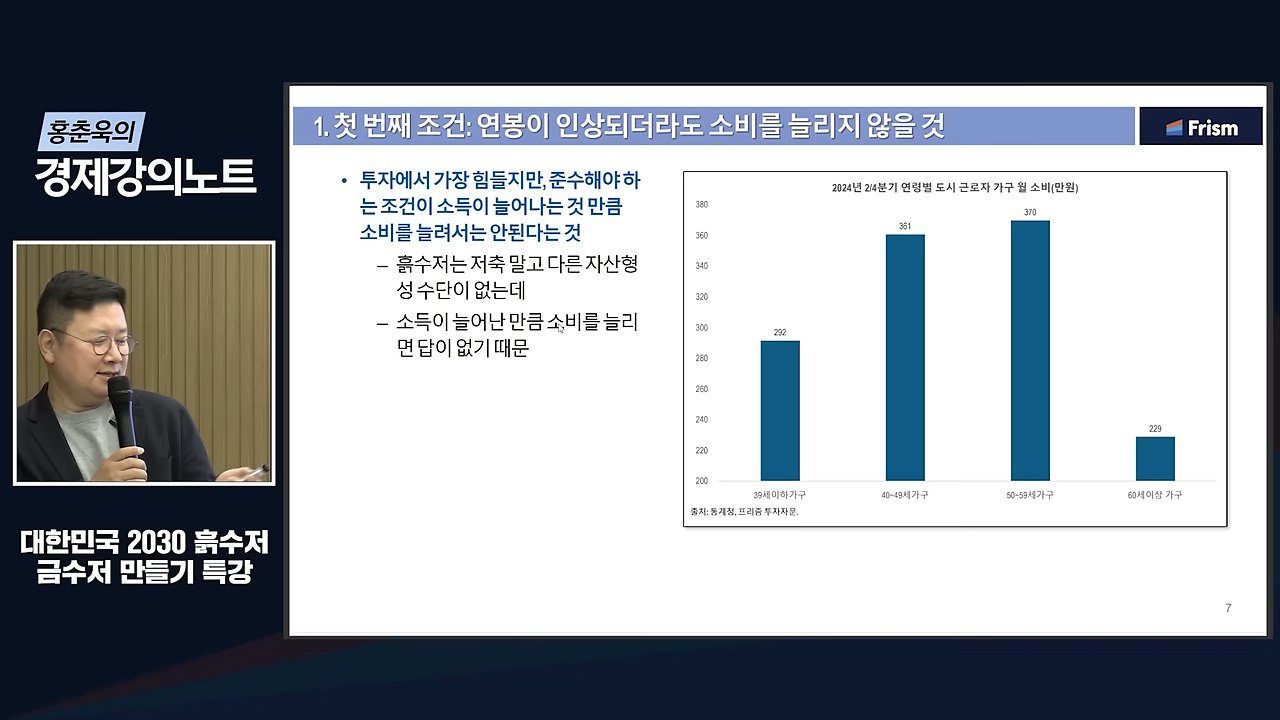 홍춘욱의
경제강의노트
대한민국 2030 흙수저
금수저 만들기 특강
1. 첫 번째 조건: 연봉이 인상되더라도 소비를 늘리지 않을 것
Frism
• 투자에서 가장 힘들지만, 준수해야 하
는 조건이 소득이 늘어나는 것 만큼
소비를 늘려서는 안된다는 것
– 흙수저는 저축 말고 다른 자산형
성 수단이 없는데
– 소득이 늘어난 만큼 소비를 늘리
면 답이 없기 때문
2024년 2/4분기 연령별 도시 근로자 가구 월 소비(만원)
380
360
340
320
300
280
260
240
220
200
292
361
370
229
39세이하가구
40-49세가구
50-59세가구
60세이상 가구
출처: 통계청, 프리즘 투자자문.
7